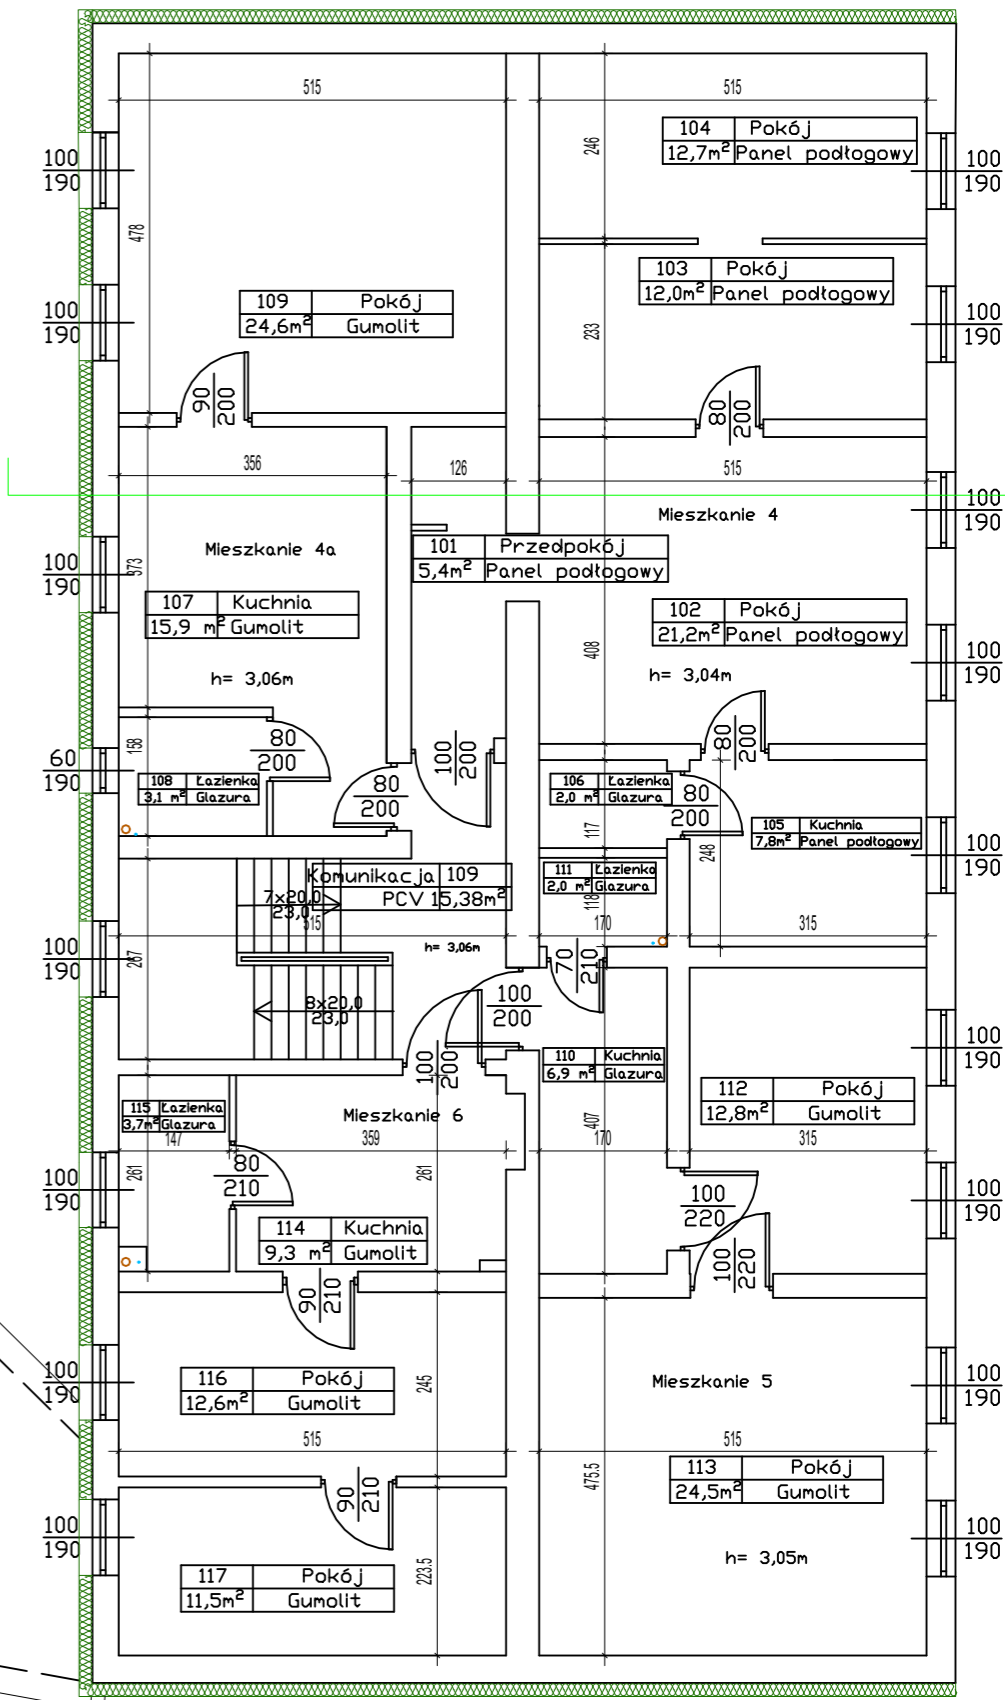 515
515
246
104 Pokój
12,7m² Panel podłogowy
100
190
100
190
478
103 Pokój
12,0m² Panel podłogowy
109 Pokój
24,6m² Gumolit
100
190
100
190
233
90
200
80
200
356
126
515
100
190
Mieszkanie 4
Mieszkanie 4a
101 Przedpokój
5,4m² Panel podłogowy
100
190
373
107 Kuchnia
15,9 m² Gumolit
102 Pokój
21,2m² Panel podłogowy
408
100
190
h= 3,06m
h= 3,04m
158
80
200
100
200
80
200
60
190
108 Łazienka
3,1 m² Glazura
80
200
106 Łazienka
2,0 m² Glazura
80
200
105 Kuchnia
7,8m² Panel podłogowy
117
248
100
190
Komunikacja 109
PCV 15,38m²
111 Łazienka
2,0 m² Glazura
118
7x20,0
23,0
515
170
315
h= 3,06m
267
100
190
70
210
8x20,0
23,0
100
200
100
200
100
190
110 Kuchnia
6,9 m² Glazura
112 Pokój
12,8m² Gumolit
115 Łazienka
3,7m² Glazura
Mieszkanie 6
407
147
359
170
315
261
261
80
210
100
190
100
190
100
220
114 Kuchnia
9,3 m² Gumolit
100
220
90
210
116 Pokój
12,6m² Gumolit
245
100
190
Mieszkanie 5
100
190
515
515
113 Pokój
24,5m² Gumolit
475.5
90
210
100
190
100
190
h= 3,05m
117 Pokój
11,5m² Gumolit
223.5